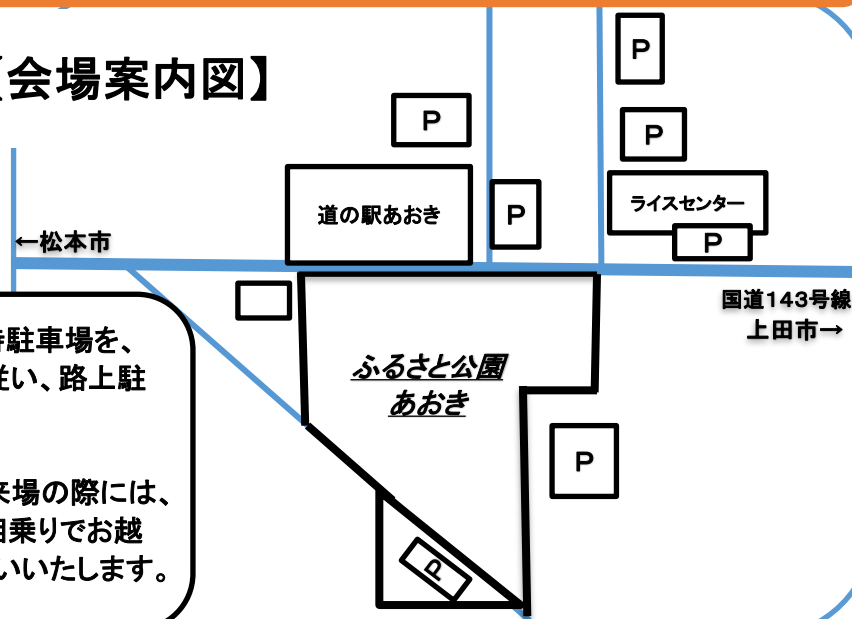 【会場案内図】
P
P
P
道の駅あおき
P
ライスセンター
P
←松本市
国道143号線
上田市→
駐車場を、
従い、路上駐
ふるさと公園
あおき
P
来場の際には、
相乗りでお越
いいたします。
P